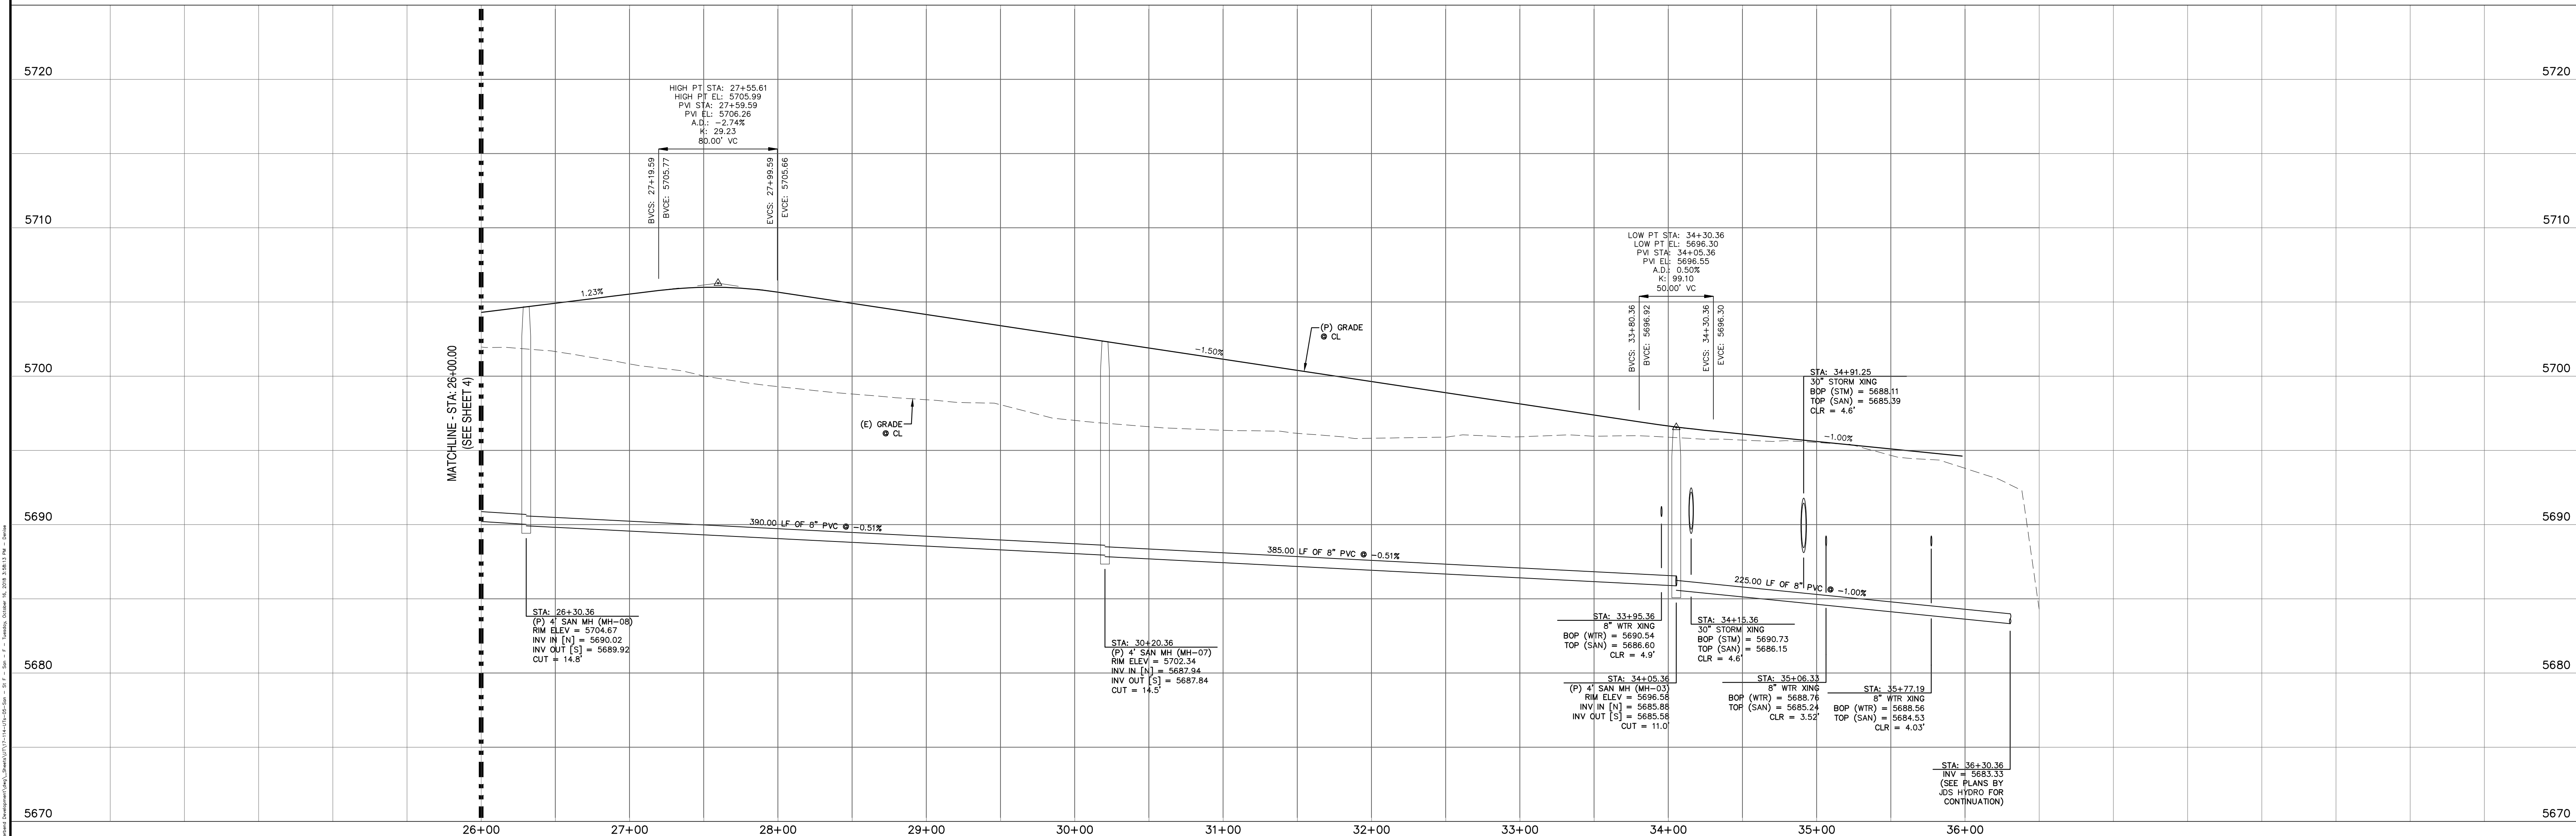 5720
5710
5700
5690
5680
5670
MATCHLINE - STA: 26+00.00
(SEE SHEET 4)
1.23%
HIGH PT STA: 27+55.61
HIGH PT EL: 5705.99
PVI STA: 27+59.59
PVI EL: 5706.26
A.D.: -2.74%
K: 29.23
80.00' VC
BVCS: 27+19.59
BVCE: 5705.77
EVCS: 27+99.59
EVCE: 5705.66
(E) GRADE
@ CL
-1.50%
(P) GRADE
@ CL
LOW PT STA: 34+30.36
LOW PT EL: 5696.30
PVI STA: 34+05.36
PVI EL: 5696.55
A.D.: 0.50%
K: 99.10
50.00' VC
BVCS: 33+80.36
BVCE: 5696.92
EVCS: 34+30.36
EVCE: 5696.30
STA: 34+91.25
30" STORM XING
BOP (STM) = 5688.11
TOP (SAN) = 5685.39
CLR = 4.6'
-1.00%
390.00 LF OF 8" PVC @ -0.51%
385.00 LF OF 8" PVC @ -0.51%
225.00 LF OF 8" PVC @ -1.00%
STA: 26+30.36
(P) 4' SAN MH (MH-08)
RIM ELEV = 5704.67
INV IN [N] = 5690.02
INV OUT [S] = 5689.92
CUT = 14.8'
STA: 30+20.36
(P) 4' SAN MH (MH-07)
RIM ELEV = 5702.34
INV IN [N] = 5687.94
INV OUT [S] = 5687.84
CUT = 14.5'
STA: 33+95.36
8" WTR XING
BOP (WTR) = 5690.54
TOP (SAN) = 5686.60
CLR = 4.9'
STA: 34+15.36
30" STORM XING
BOP (STM) = 5690.73
TOP (SAN) = 5686.15
CLR = 4.6'
STA: 34+05.36
(P) 4' SAN MH (MH-03)
RIM ELEV = 5696.58
INV IN [N] = 5685.88
INV OUT [S] = 5685.58
CUT = 11.0'
STA: 35+06.33
8" WTR XING
BOP (WTR) = 5688.76
TOP (SAN) = 5685.24
CLR = 3.52'
STA: 35+77.19
8" WTR XING
BOP (WTR) = 5688.56
TOP (SAN) = 5684.53
CLR = 4.03'
STA: 36+30.36
INV = 5683.33
(SEE PLANS BY
JDS HYDRO FOR
CONTINUATION)
5720
5710
5700
5690
5680
5670
26+00
27+00
28+00
29+00
30+00
31+00
32+00
33+00
34+00
35+00
36+00